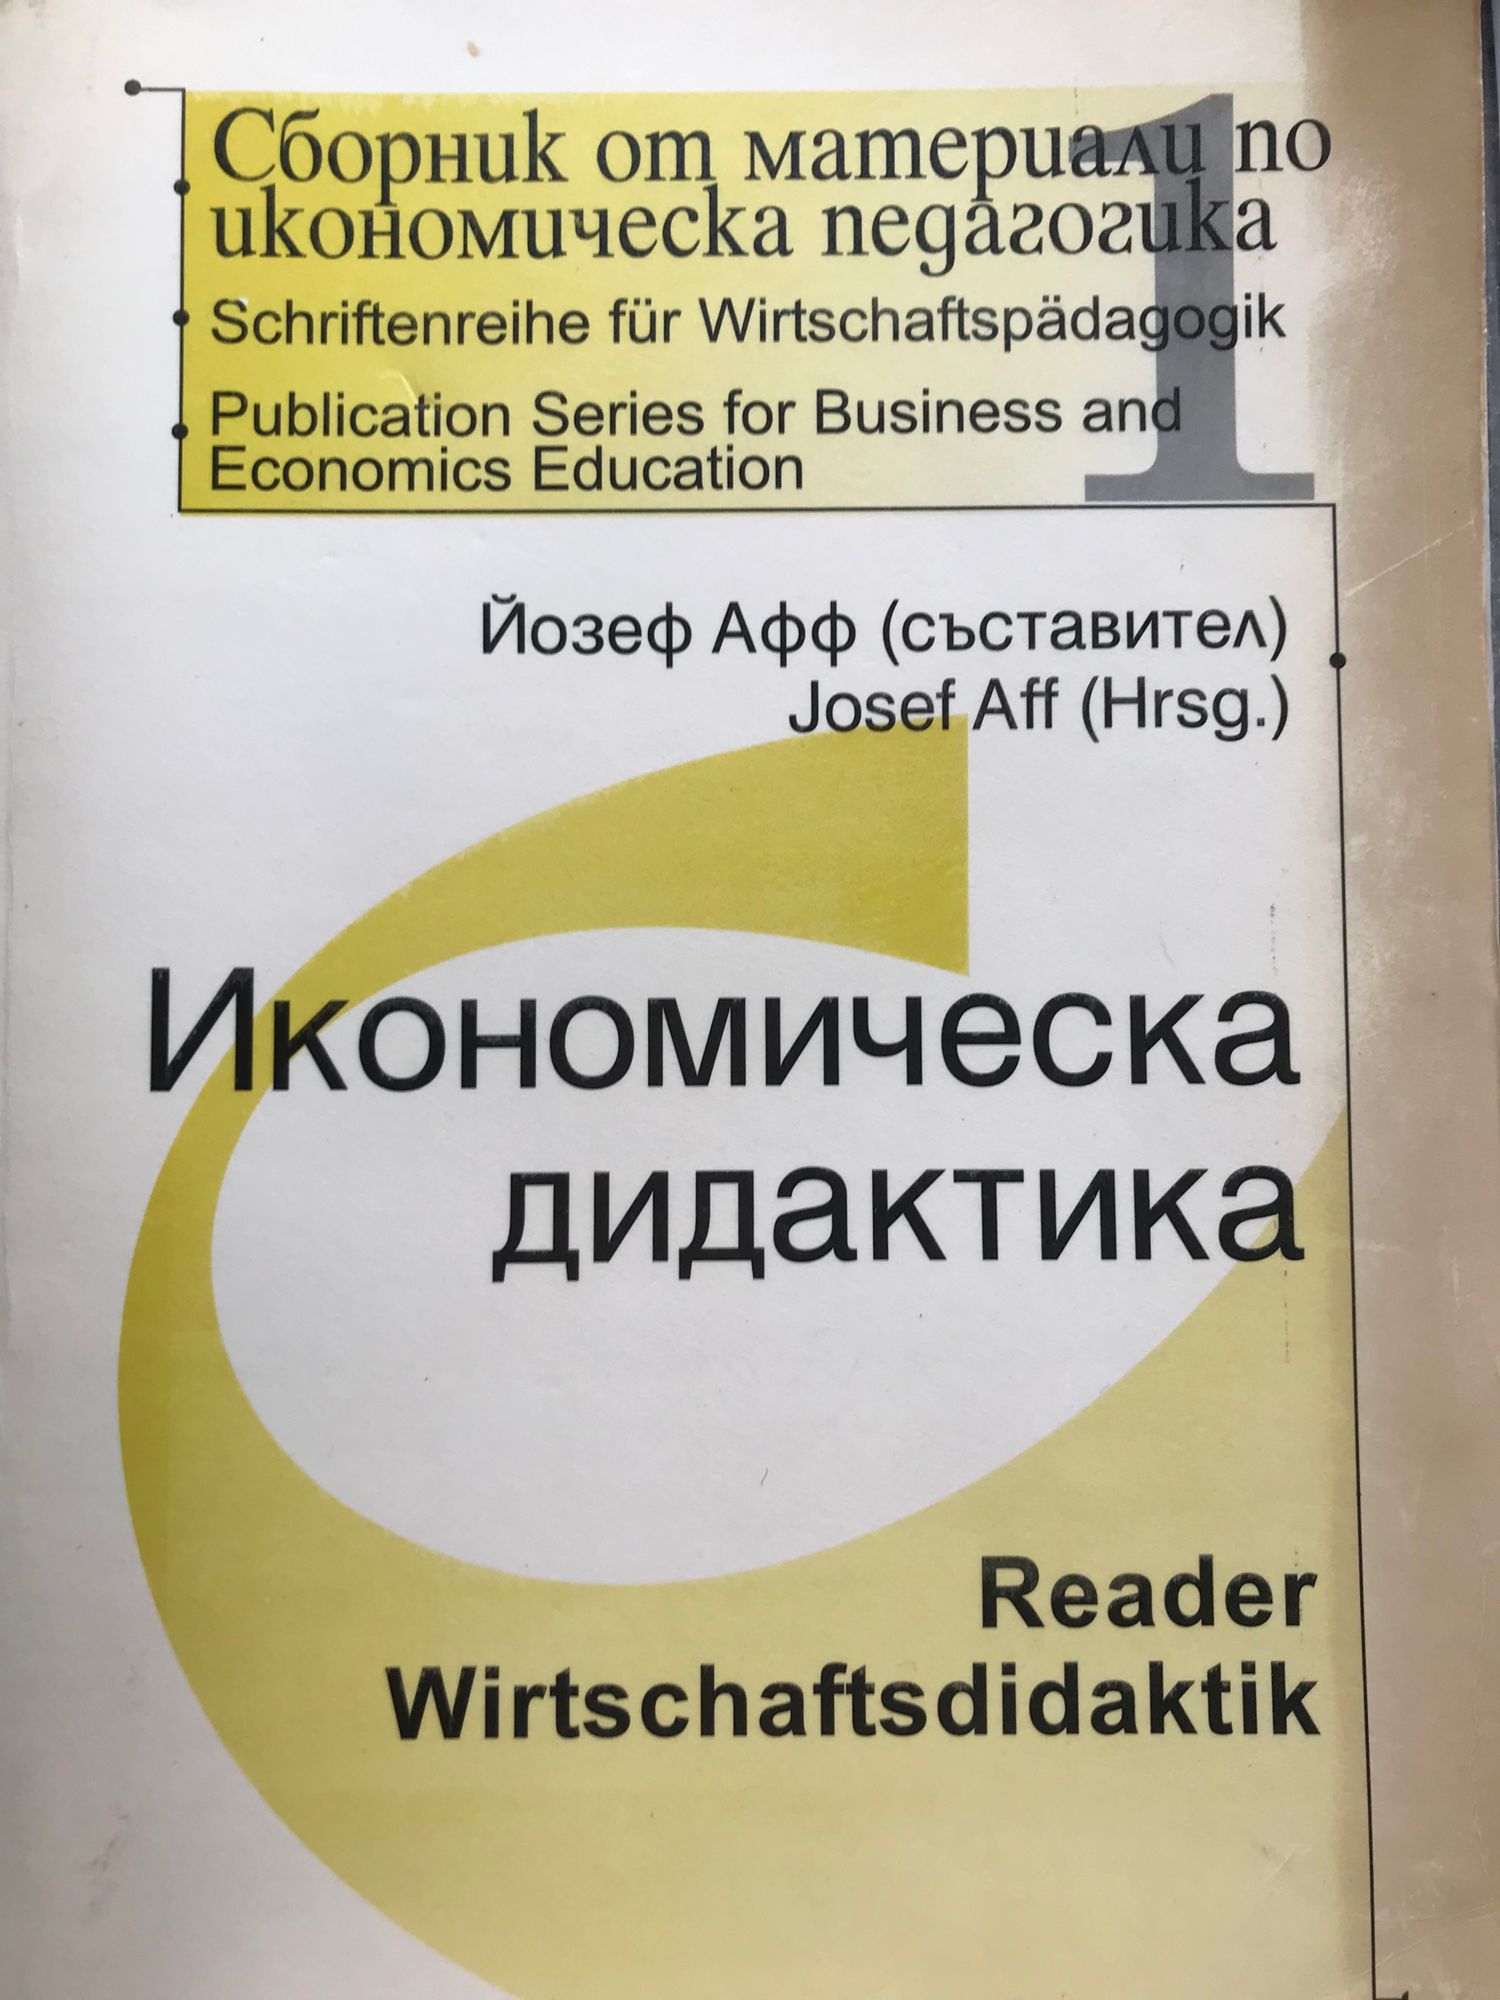 Сборник от материали по
икономическа педагогика
Schriftenreihe für Wirtschaftspädagogik
Publication Series for Business and
Economics Education
1
Йозеф Афф (съставител)
Josef Aff (Hrsg.)
Икономическа
дидактика
Reader
Wirtschaftsdidaktik